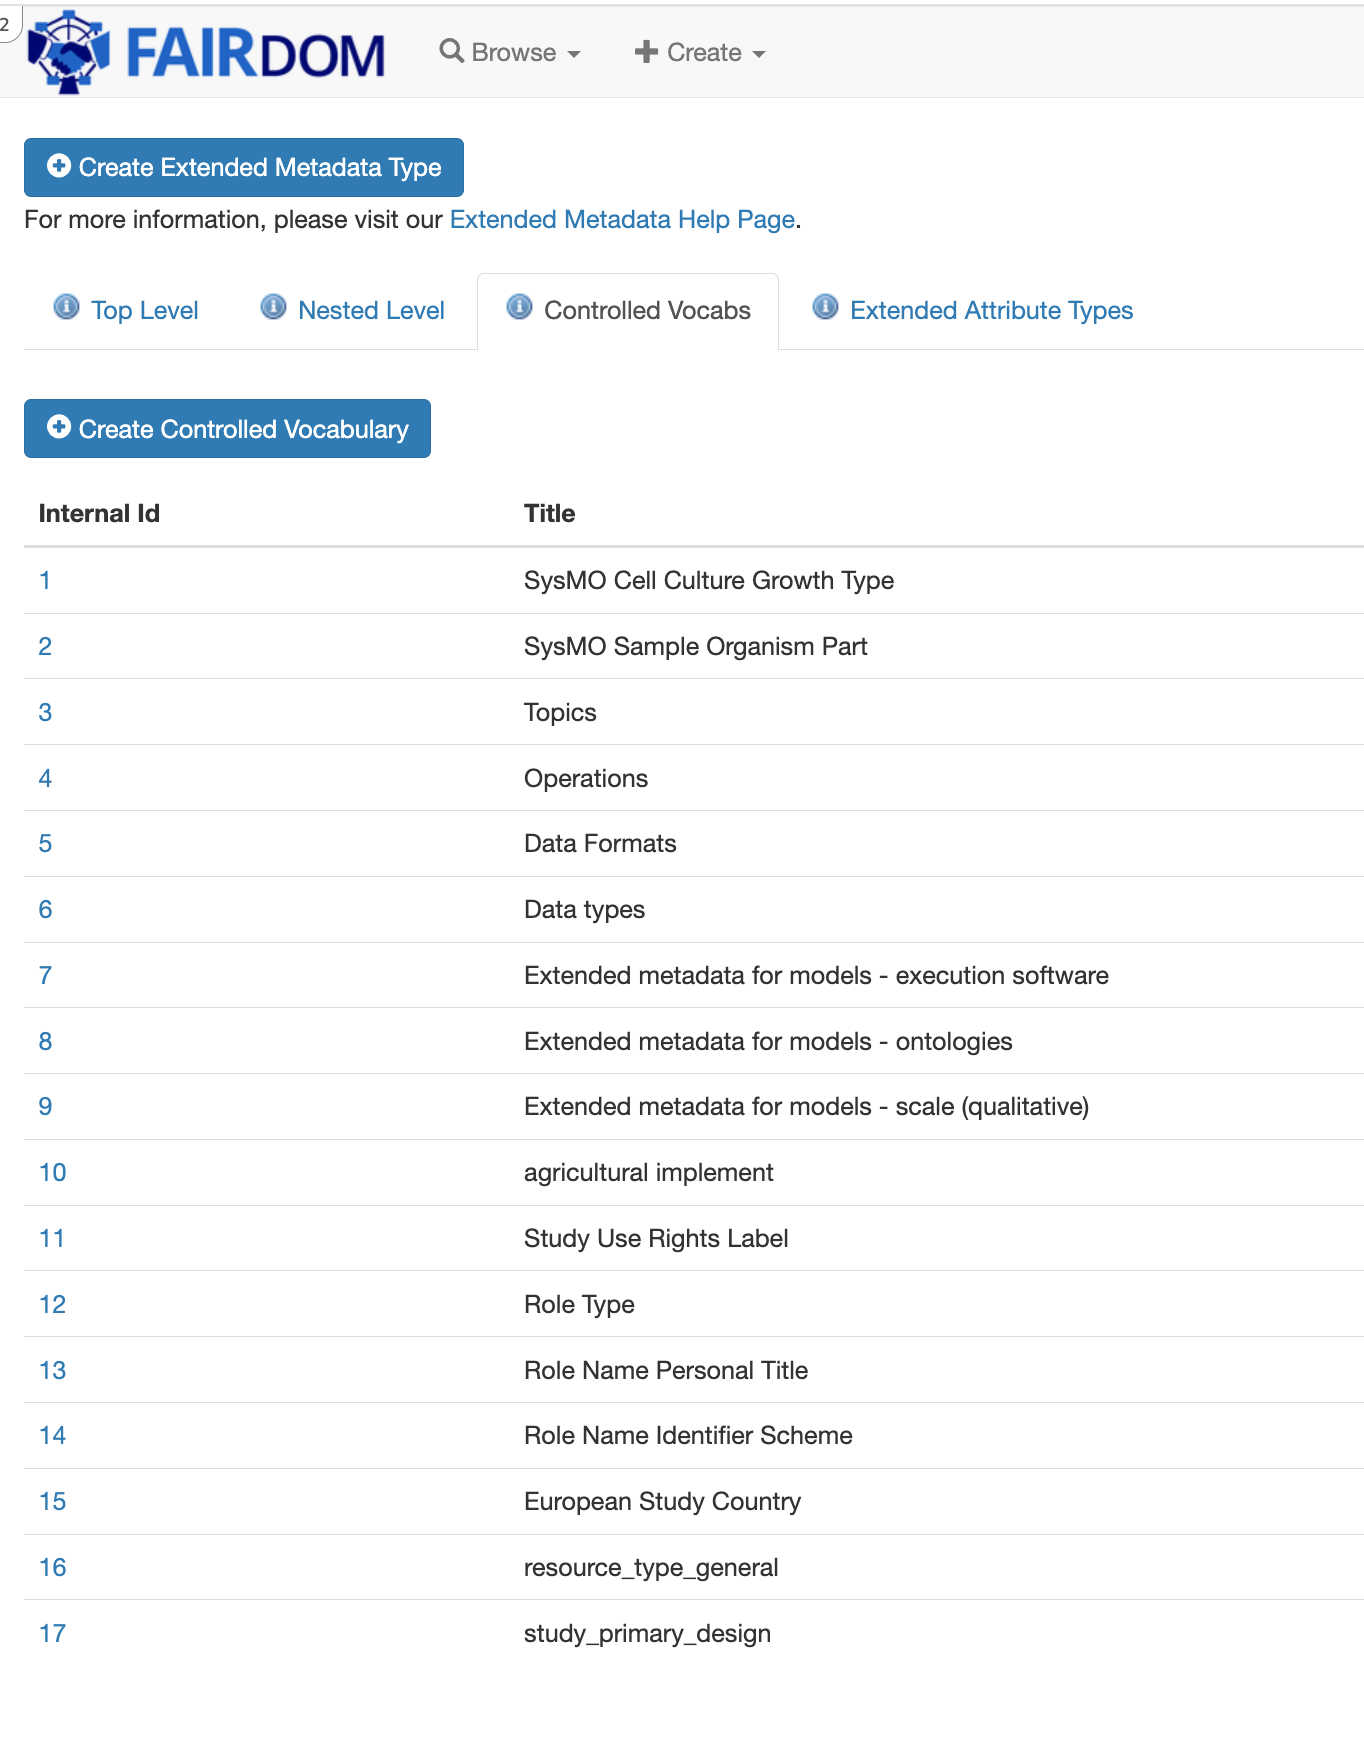 2
FAIRDOM Browse Create
Create Extended Metadata Type
For more information, please visit our Extended Metadata Help Page.
Top Level Nested Level Controlled Vocabs Extended Attribute Types
Create Controlled Vocabulary
Internal Id Title
1 SysMO Cell Culture Growth Type
2 SysMO Sample Organism Part
3 Topics
4 Operations
5 Data Formats
6 Data types
7 Extended metadata for models - execution software
8 Extended metadata for models - ontologies
9 Extended metadata for models - scale (qualitative)
10 agricultural implement
11 Study Use Rights Label
12 Role Type
13 Role Name Personal Title
14 Role Name Identifier Scheme
15 European Study Country
16 resource_type_general
17 study_primary_design